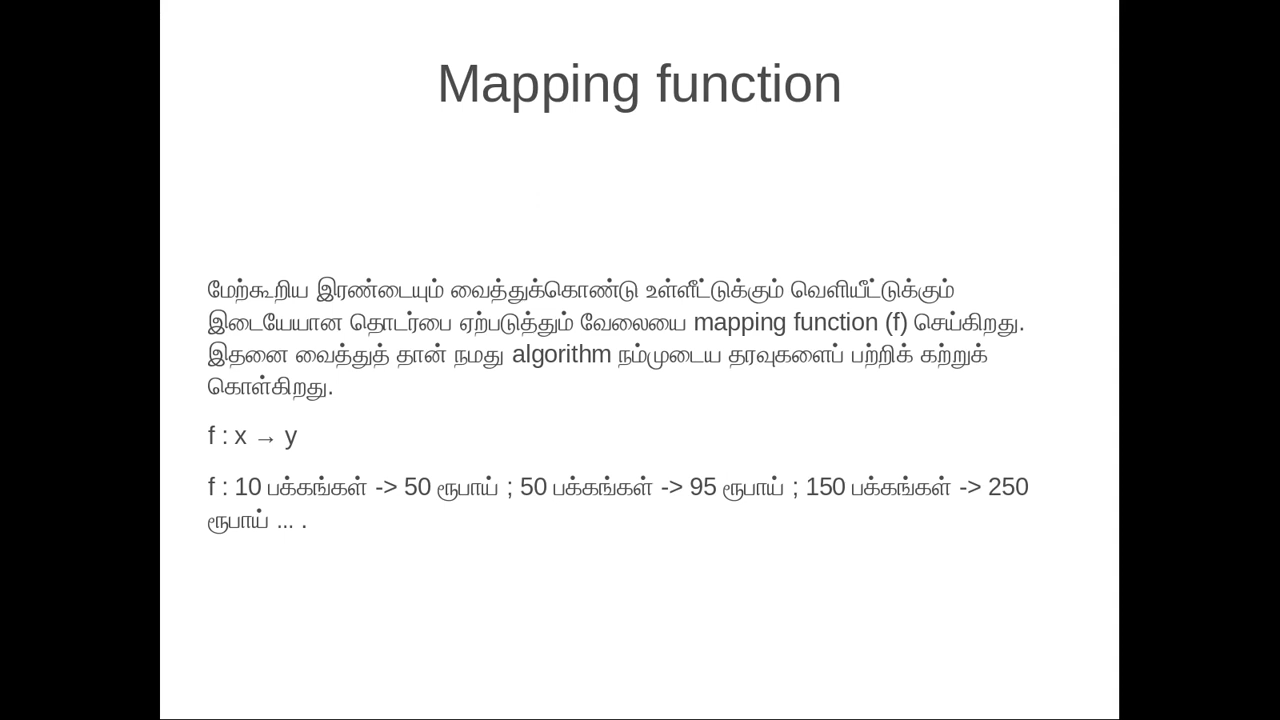 Mapping function
மேற்கூறிய இரண்டையும் வைத்துக்கொண்டு உள்ளீட்டுக்கும் வெளியீட்டுக்கும்
இடையேயான தொடர்பை ஏற்படுத்தும் வேலையை mapping function (f) செய்கிறது.
இதனை வைத்துத் தான் நமது algorithm நம்முடைய தரவுகளைப் பற்றிக் கற்றுக்
கொள்கிறது.
f : x → y
f : 10 பக்கங்கள் -> 50 ரூபாய் ; 50 பக்கங்கள் -> 95 ரூபாய் ; 150 பக்கங்கள் -> 250
ரூபாய் ... .